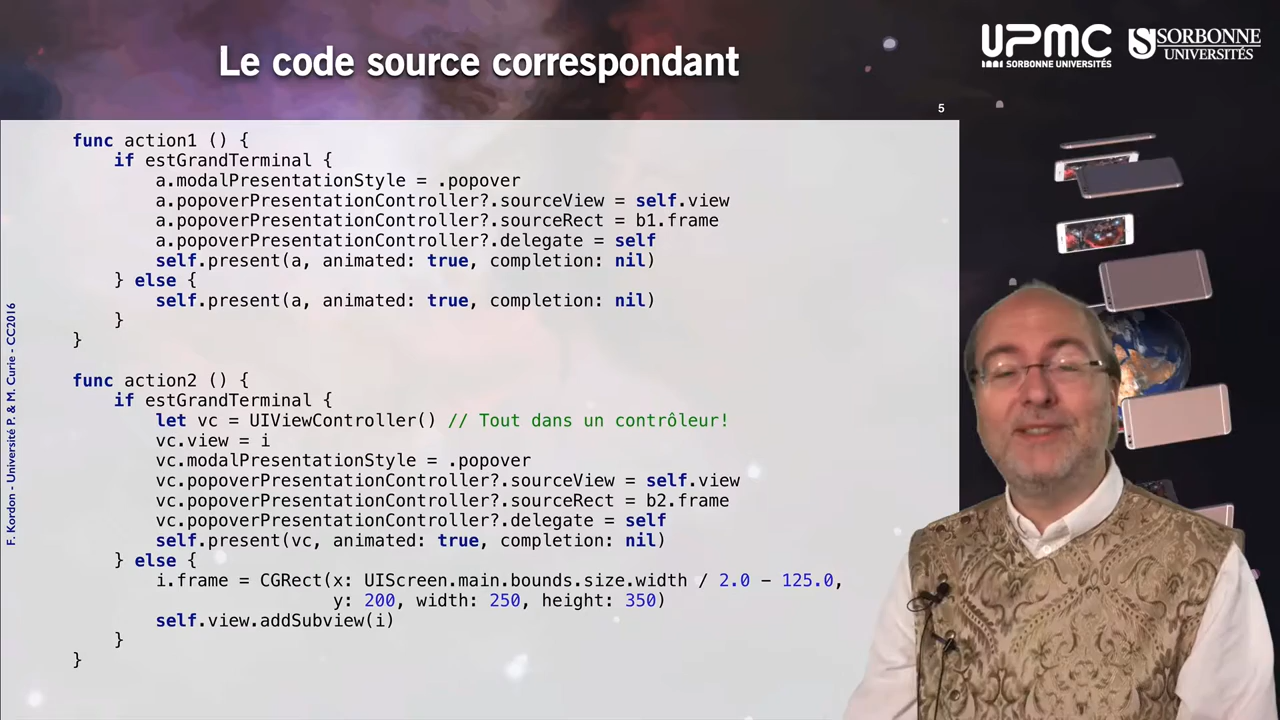 Le code source correspondant
UPMC
SORBONNE UNIVERSITÉS
S SORBONNE
UNIVERSITÉS
5
func action1 () {
if estGrandTerminal {
a.modalPresentationStyle = .popover
a.popoverPresentationController?.sourceView = self.view
a.popoverPresentationController?.sourceRect = b1.frame
a.popoverPresentationController?.delegate = self
self.present(a, animated: true, completion: nil)
} else {
self.present(a, animated: true, completion: nil)
}
}
func action2 () {
if estGrandTerminal {
let vc = UIViewController() // Tout dans un contrôleur!
vc.view = i
vc.modalPresentationStyle = .popover
vc.popoverPresentationController?.sourceView = self.view
vc.popoverPresentationController?.sourceRect = b2.frame
vc.popoverPresentationController?.delegate = self
self.present(vc, animated: true, completion: nil)
} else {
i.frame = CGRect(x: UIScreen.main.bounds.size.width / 2.0 - 125.0,
y: 200, width: 250, height: 350)
self.view.addSubview(i)
}
}
F. Kordon - Université P. & M. Curie - CC2016